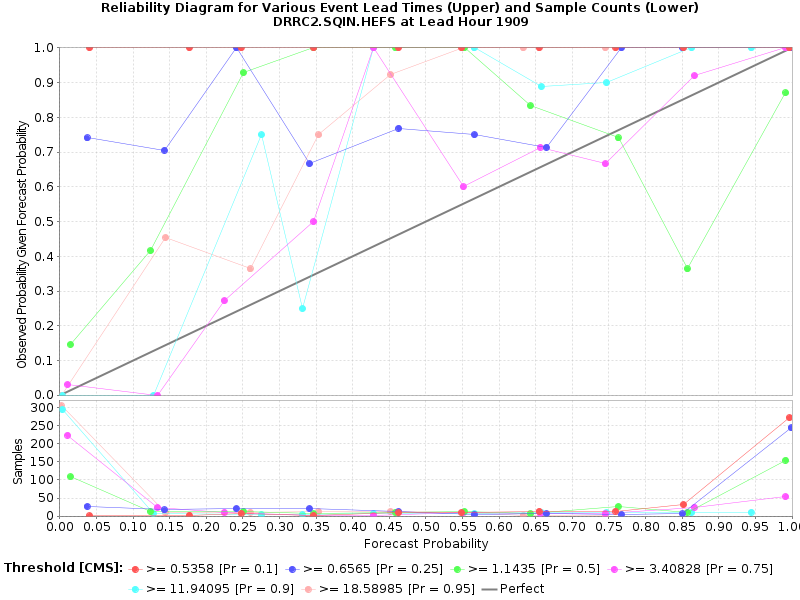 Reliability Diagram for Various Event Lead Times (Upper) and Sample Counts (Lower)
DRRC2.SQIN.HEFS at Lead Hour 1909
Observed Probability Given Forecast Probability
1.0
0.9
0.8
0.7
0.6
0.5
0.4
0.3
0.2
0.1
0.0
Samples
300
250
200
150
100
50
0
0.00 0.05 0.10 0.15 0.20 0.25 0.30 0.35 0.40 0.45 0.50 0.55 0.60 0.65 0.70 0.75 0.80 0.85 0.90 0.95 1.00
Forecast Probability
Threshold [CMS]: >= 0.5358 [Pr = 0.1] >= 0.6565 [Pr = 0.25] >= 1.1435 [Pr = 0.5] >= 3.40828 [Pr = 0.75]
>= 11.94095 [Pr = 0.9] >= 18.58985 [Pr = 0.95] Perfect